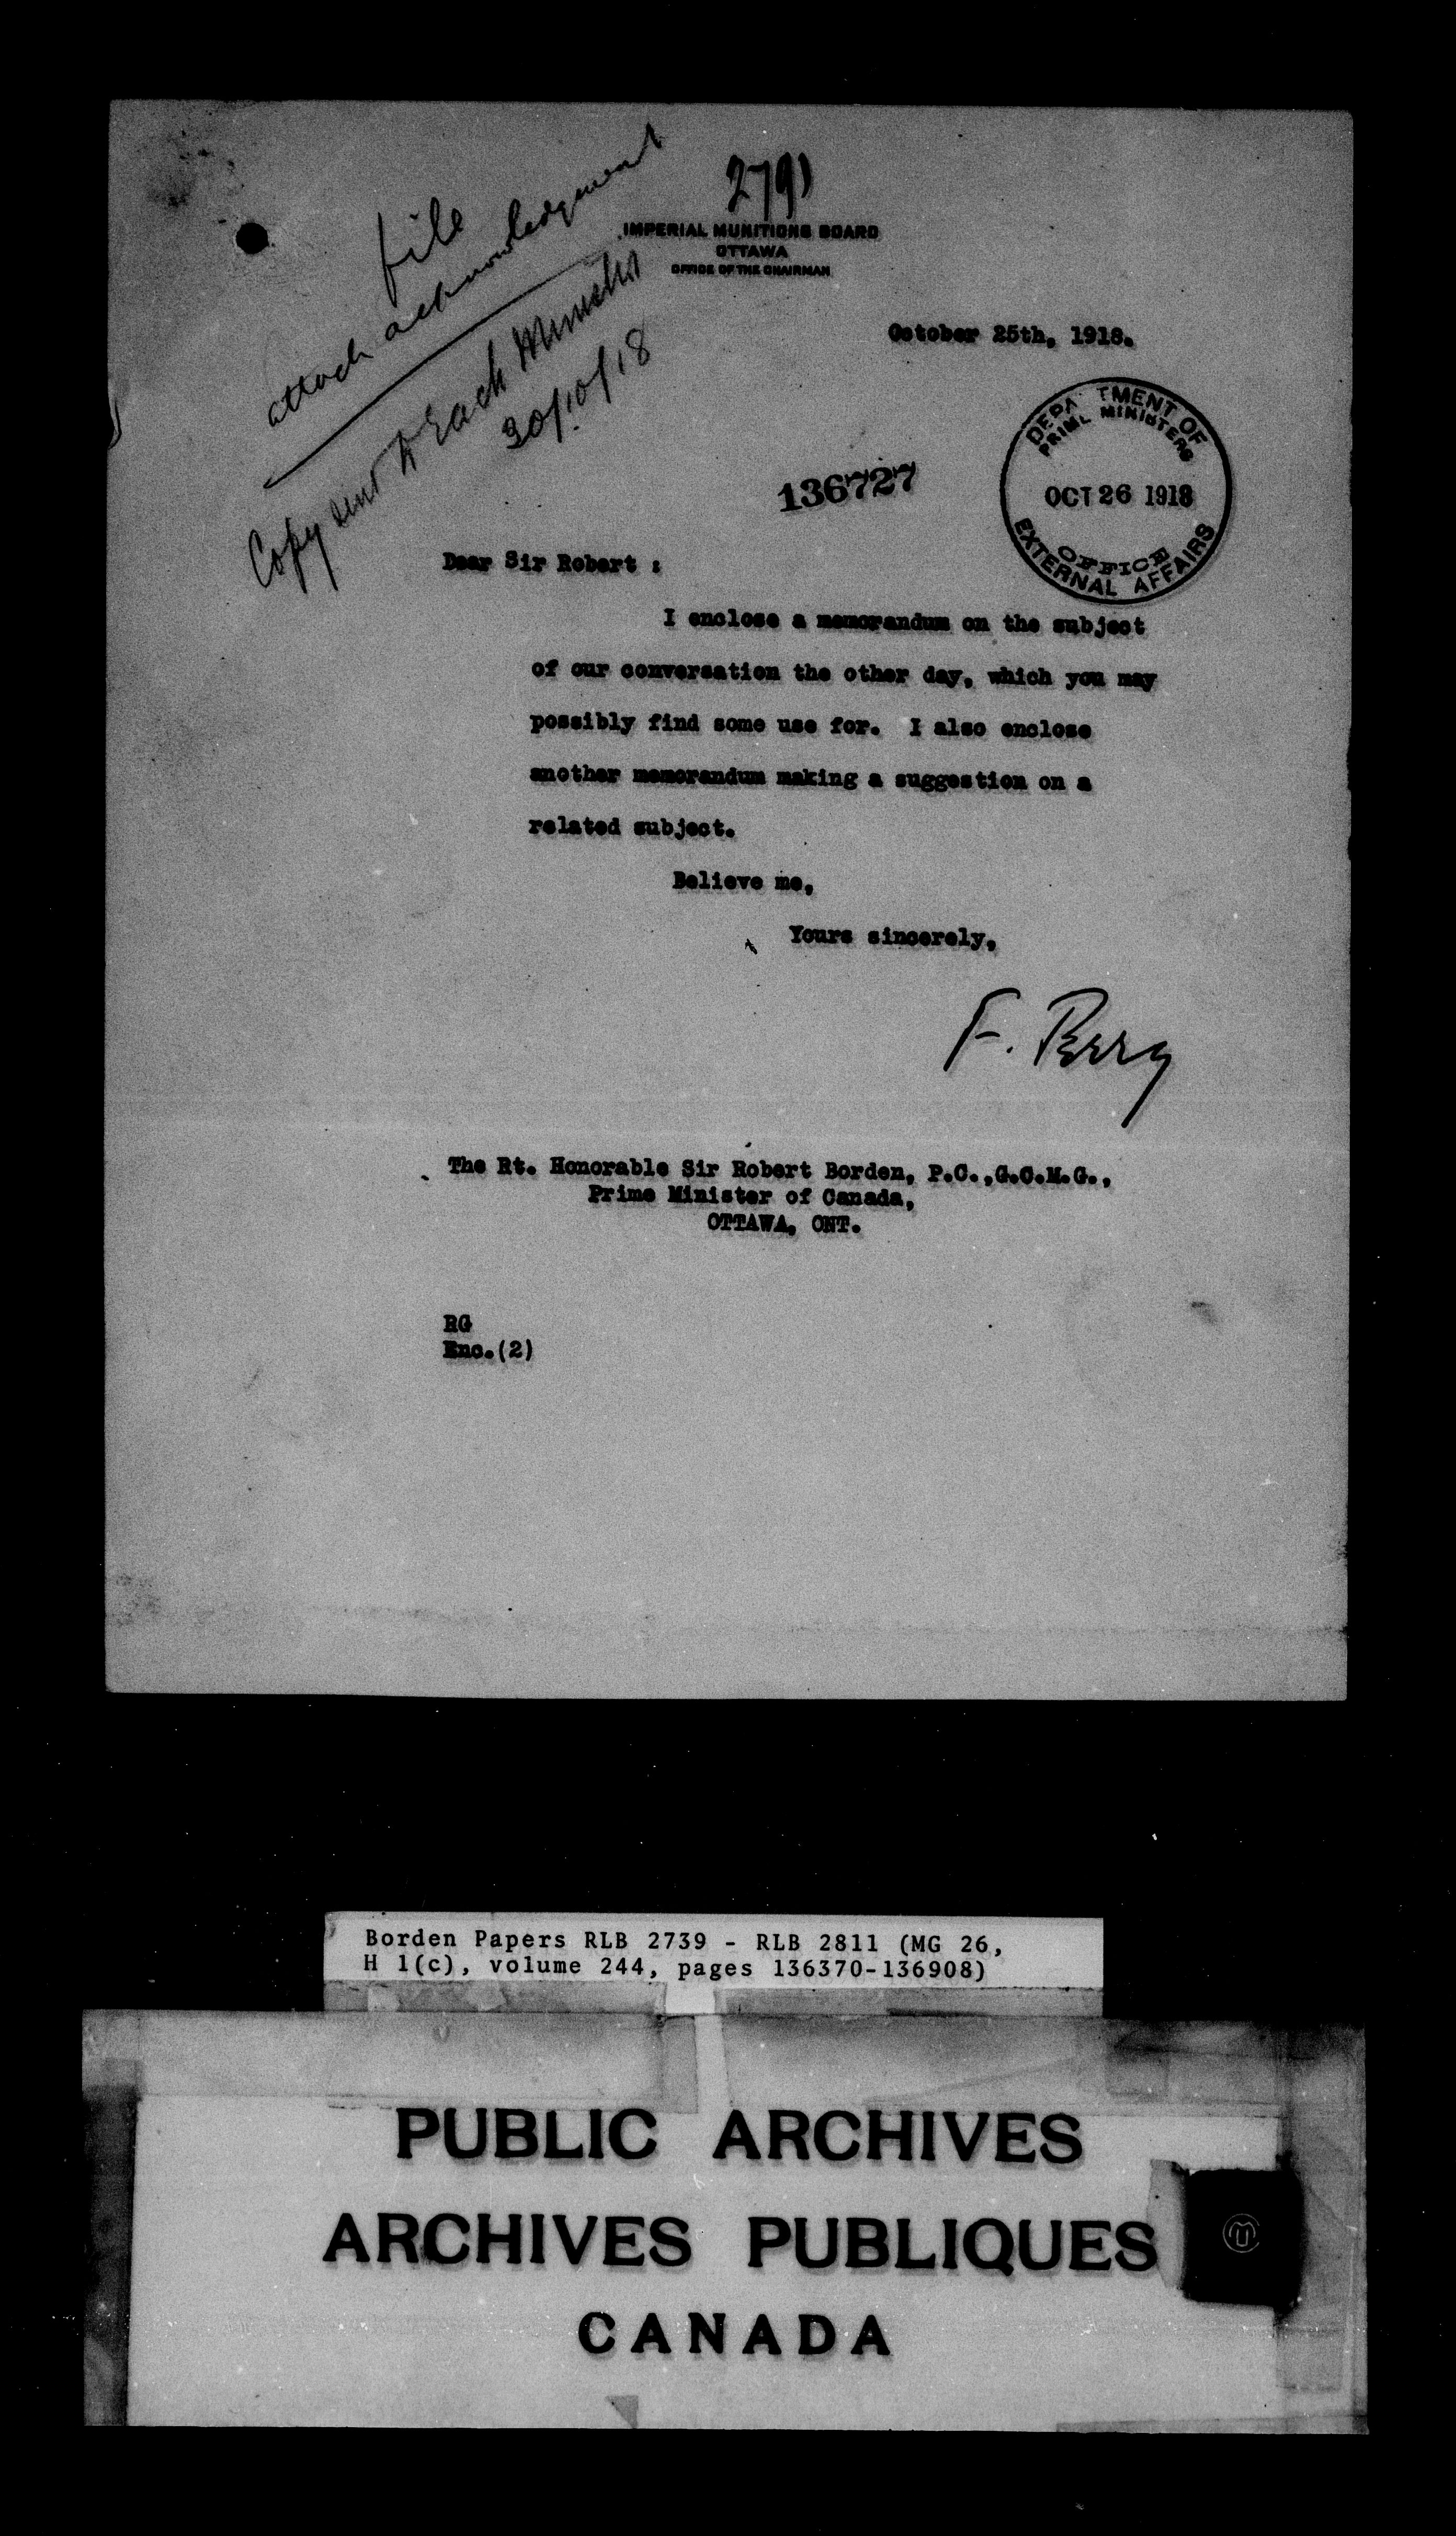 file
attach acknowledgement
Copy sent to Each Minister
30/10/18
2791
IMPERIAL MUNITIONS BOARD
OTTAWA
OFFICE OF THE CHAIRMAN
October 25th, 1918.
136727
DEPA TMENT OF
PRIME MINISTERS
OCT 26 1918
OFFICE
EXTERNAL AFFAIRS
Dear Sir Robert :
I enclose a memorandum on the subject
of our conversation the other day, which you may
possibly find some use for. I also enclose
another memorandum making a suggestion on a
related subject.
Believe me,
Yours sincerely,
F. Perry
The Rt. Honorable Sir Robert Borden, P.C.,G.C.M.G.,
Prime Minister of Canada,
OTTAWA, ONT.
RG
Enc.(2)
Borden Papers RLB 2739 - RLB 2811 (MG 26,
H 1(c), volume 244, pages 136370-136908)
PUBLIC ARCHIVES
ARCHIVES PUBLIQUES
CANADA